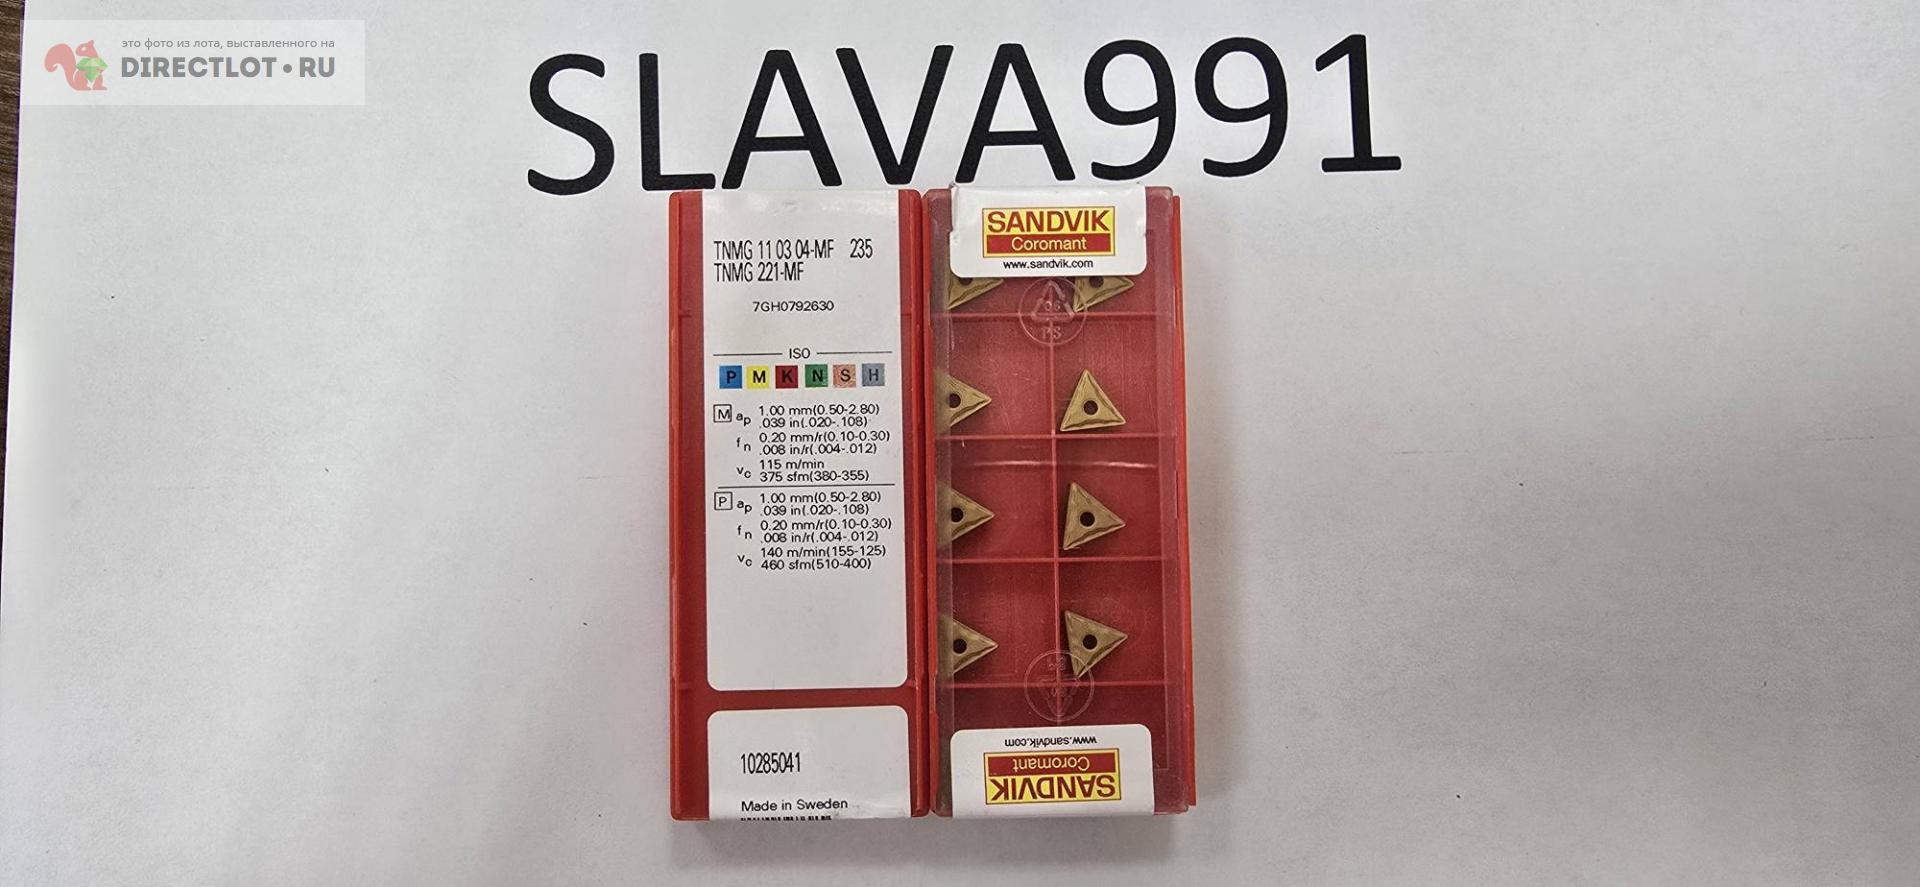 это фото из лота, выставленного на
DIRECTLOT•RU
SLAVA991
TNMG 11 03 04-MF 235
TNMG 221-MF
7GH0792630
ISO
P M K N S H
M ap 1.00 mm(0.50-2.80)
.039 in(.020-.108)
fn 0.20 mm/r(0.10-0.30)
.008 in/r(.004-.012)
vc 115 m/min
375 sfm(380-355)
P ap 1.00 mm(0.50-2.80)
.039 in(.020-.108)
fn 0.20 mm/r(0.10-0.30)
.008 in/r(.004-.012)
vc 140 m/min(155-125)
460 sfm(510-400)
10285041
Made in Sweden
SANDVIK
Coromant
www.sandvik.com
06
PS
www.sandvik.com
Coromant
SANDVIK